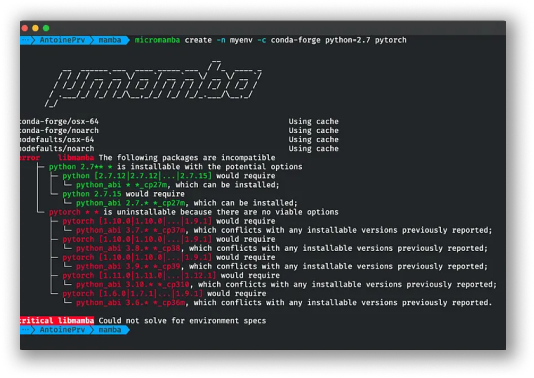 AntoinePrv mamba micromamba create -n myenv -c conda-forge python=2.7 pytorch
conda-forge/osx-64 Using cache
conda-forge/noarch Using cache
nodefaults/osx-64 Using cache
nodefaults/noarch Using cache
error libmamba The following packages are incompatible
├─ python 2.7** * is installable with the potential options
│ ├─ python [2.7.12|2.7.12|...|2.7.15] would require
│ │ └─ python_abi * *_cp27m, which can be installed;
│ └─ python 2.7.15 would require
│ └─ python_abi 2.7.* *_cp27m, which can be installed;
└─ pytorch * * is uninstallable because there are no viable options
├─ pytorch [1.10.0|1.10.0|...|1.9.1] would require
│ └─ python_abi 3.7.* *_cp37m, which conflicts with any installable versions previously reported;
├─ pytorch [1.10.0|1.10.0|...|1.9.1] would require
│ └─ python_abi 3.8.* *_cp38, which conflicts with any installable versions previously reported;
├─ pytorch [1.10.0|1.10.0|...|1.9.1] would require
│ └─ python_abi 3.9.* *_cp39, which conflicts with any installable versions previously reported;
├─ pytorch [1.11.0|1.11.0|...|1.12.1] would require
│ └─ python_abi 3.10.* *_cp310, which conflicts with any installable versions previously reported;
└─ pytorch [1.6.0|1.7.1|...|1.9.1] would require
└─ python_abi 3.6.* *_cp36m, which conflicts with any installable versions previously reported.
critical libmamba Could not solve for environment specs
AntoinePrv mamba